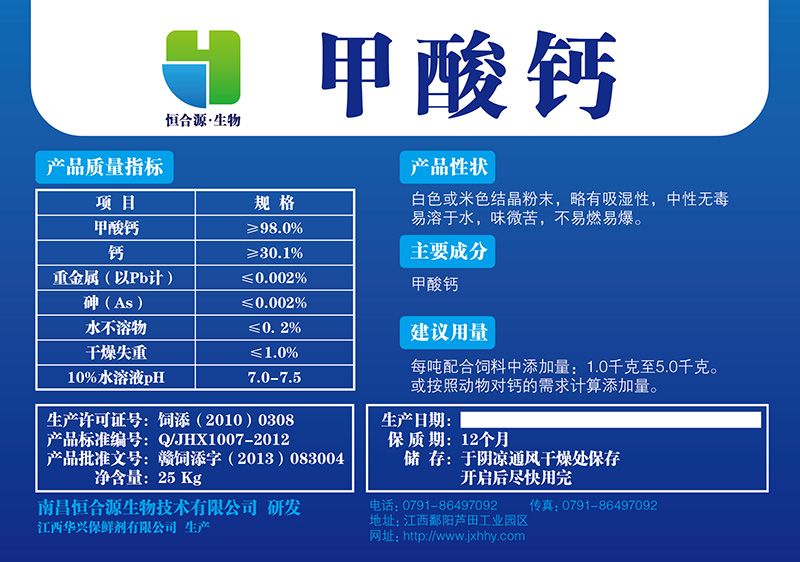 恒合源·生物
甲酸钙
产品质量指标
项 目 规 格
甲酸钙 ≥98.0%
钙 ≥30.1%
重金属（以Pb计） ≤0.002%
砷（As） ≤0.002%
水不溶物 ≤0. 2%
干燥失重 ≤1.0%
10%水溶液pH 7.0-7.5
产品性状
白色或米色结晶粉末，略有吸湿性，中性无毒
易溶于水，味微苦，不易燃易爆。
主要成分
甲酸钙
建议用量
每吨配合饲料中添加量：1.0千克至5.0千克。
或按照动物对钙的需求计算添加量。
生产许可证号：饲添（2010）0308
产品标准编号：Q/JHX1007-2012
产品批准文号：赣饲添字（2013）083004
净含量：25 Kg
生产日期：
保 质 期：12个月
储 存：于阴凉通风干燥处保存
开启后尽快用完
南昌恒合源生物技术有限公司 研发
江西华兴保鲜剂有限公司 生产
电话：0791-86497092 传真：0791-86497092
地址：江西鄱阳芦田工业园区
网址：http://www.jxhhy.com